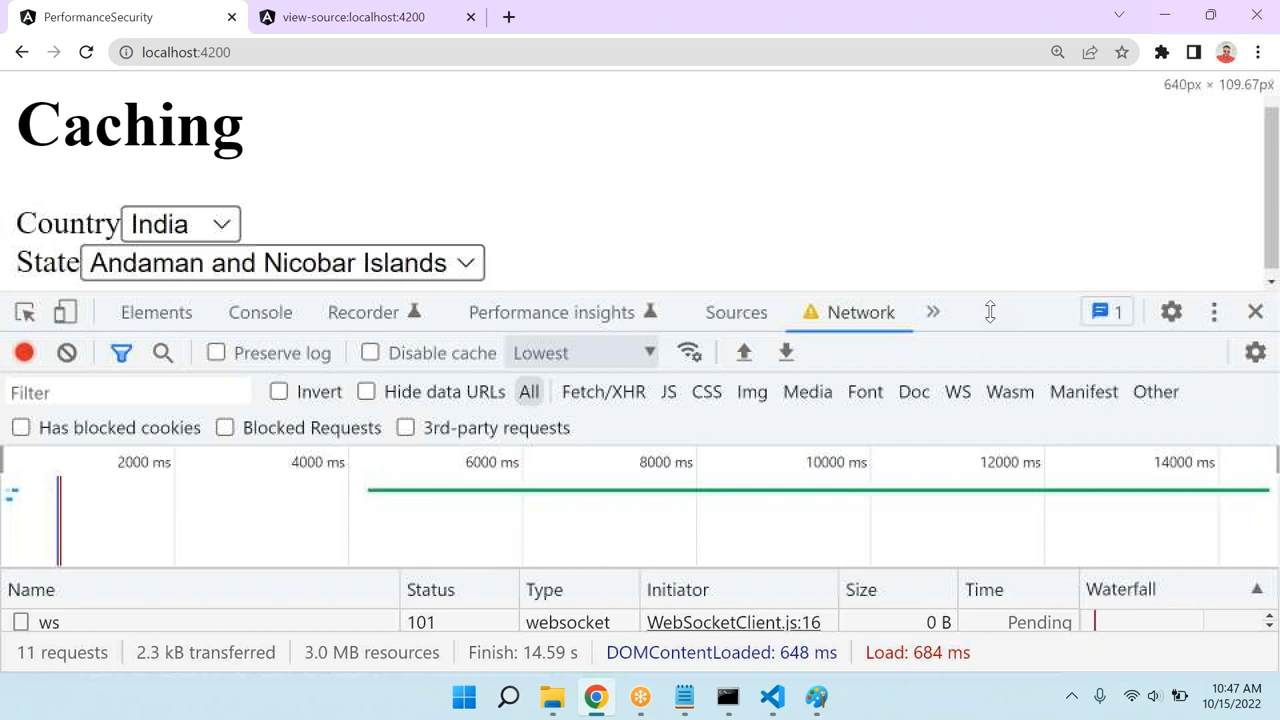 PerformanceSecurity
view-source:localhost:4200
localhost:4200
640px × 109.67px
Caching
Country India
State Andaman and Nicobar Islands
Elements Console Recorder Performance insights Sources Network 1
Preserve log Disable cache Lowest
Filter Invert Hide data URLs All Fetch/XHR JS CSS Img Media Font Doc WS Wasm Manifest Other
Has blocked cookies Blocked Requests 3rd-party requests
2000 ms 4000 ms 6000 ms 8000 ms 10000 ms 12000 ms 14000 ms
Name Status Type Initiator Size Time Waterfall
ws 101 websocket WebSocketClient.js:16 0 B Pending
11 requests 2.3 kB transferred 3.0 MB resources Finish: 14.59 s DOMContentLoaded: 648 ms Load: 684 ms
10:47 AM
10/15/2022